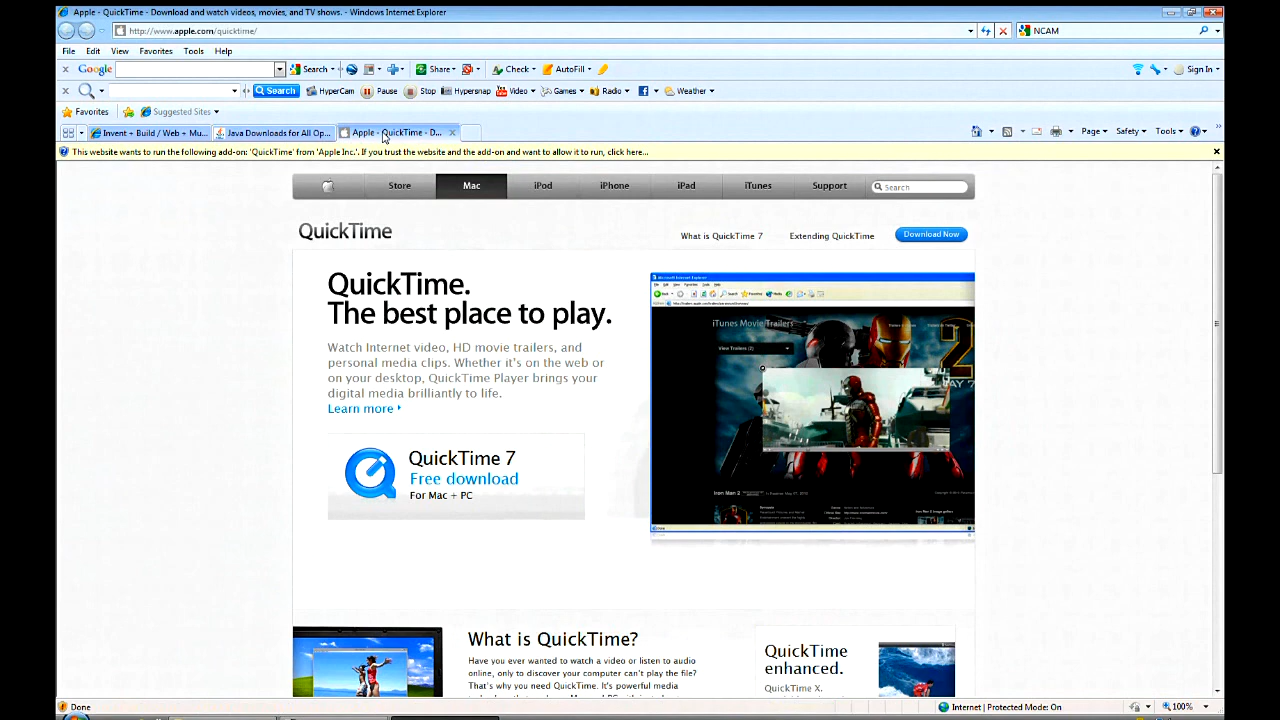 Apple - QuickTime - Download and watch videos, movies, and TV shows. - Windows Internet Explorer
http://www.apple.com/quicktime/
NCAM
File Edit View Favorites Tools Help
x Google Search Share Check AutoFill Sign In
x Search HyperCam Pause Stop Hypersnap Video Games Radio Weather
Favorites Suggested Sites
Invent + Build / Web + Mu... Java Downloads for All Op... Apple - QuickTime - D... Page Safety Tools
This website wants to run the following add-on: 'QuickTime' from 'Apple Inc.'. If you trust the website and the add-on and want to allow it to run, click here...
Store Mac iPod iPhone iPad iTunes Support Search
QuickTime
What is QuickTime 7 Extending QuickTime Download Now
QuickTime.
The best place to play.
Watch Internet video, HD movie trailers, and
personal media clips. Whether it's on the web or
on your desktop, QuickTime Player brings your
digital media brilliantly to life.
Learn more
QuickTime 7
Free download
For Mac + PC
iTunes Movie Trailers
View Trailers (2)
2
Iron Man 2
What is QuickTime?
Have you ever wanted to watch a video or listen to audio
online, only to discover your computer can't play the file?
That's why you need QuickTime. It's powerful media
QuickTime
enhanced.
QuickTime X.
Done
Internet | Protected Mode: On
100%